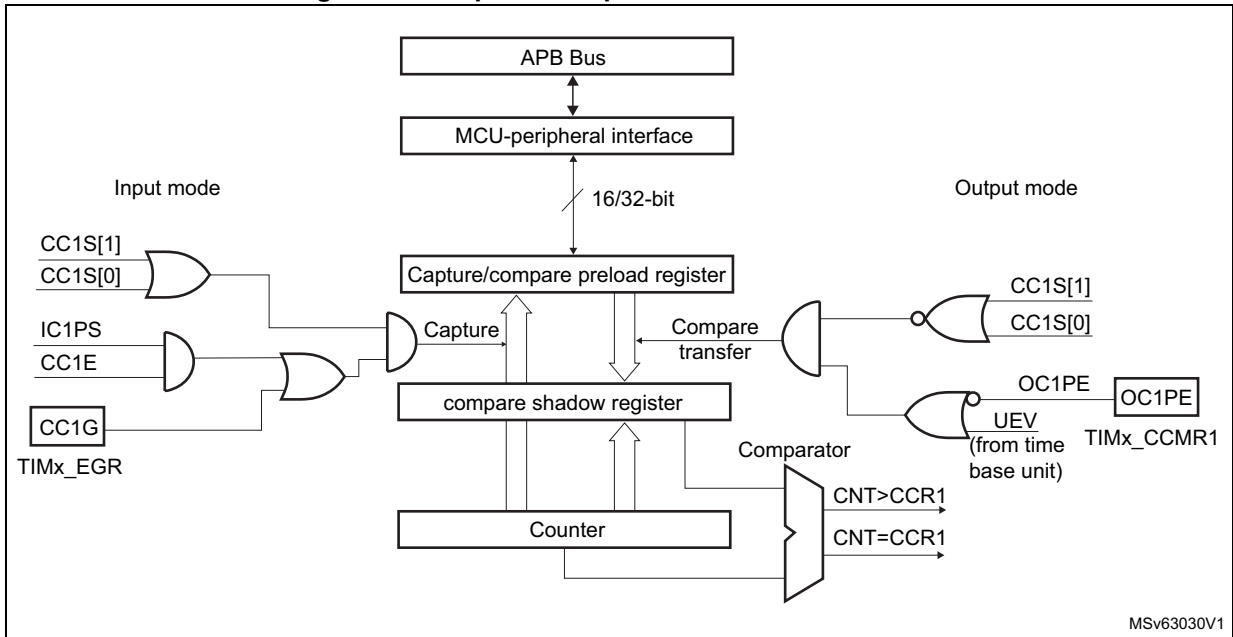 APB Bus
MCU-peripheral interface
16/32-bit
Input mode
Output mode
CC1S[1]
CC1S[0]
Capture/compare preload register
CC1S[1]
CC1S[0]
IC1PS
CC1E
Capture
Compare
transfer
CC1G
TIMx_EGR
compare shadow register
OC1PE
OC1PE
UEV
(from time
base unit)
TIMx_CCMR1
Comparator
CNT>CCR1
CNT=CCR1
Counter
MSv63030V1